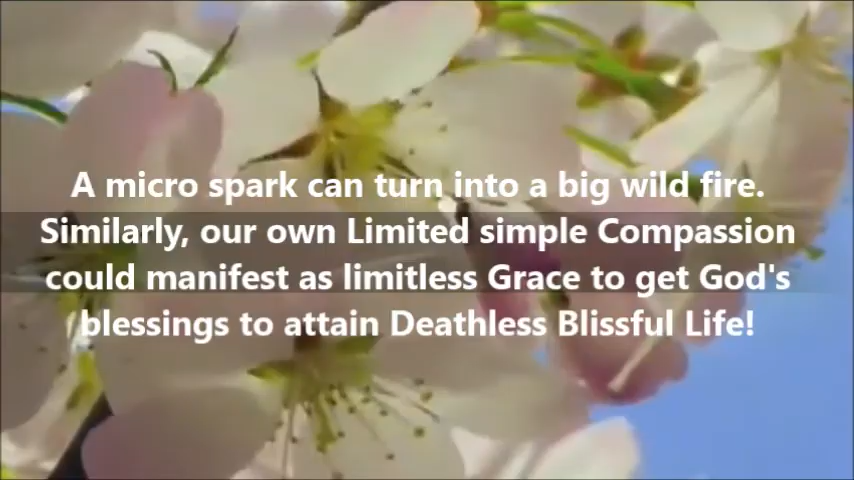 A micro spark can turn into a big wild fire.
Similarly, our own Limited simple Compassion
could manifest as limitless Grace to get God's
blessings to attain Deathless Blissful Life!